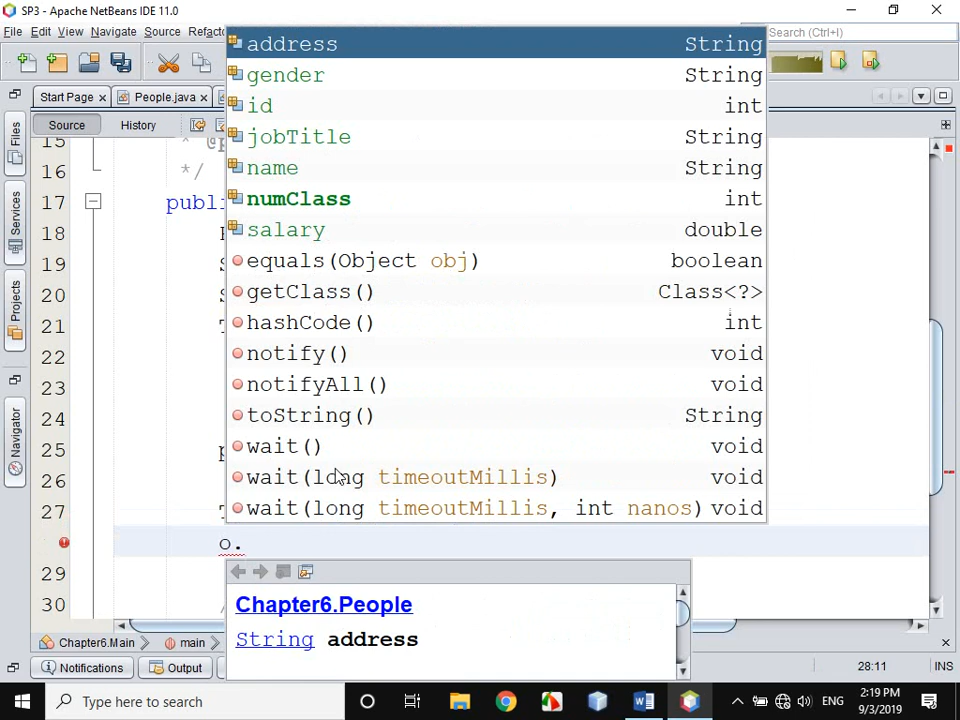 SP3 - Apache NetBeans IDE 11.0
File Edit View Navigate Source Refac
Search (Ctrl+I)
Start Page
People.java
Source History
Files
Services
Projects
Navigator
15 * @p
16 */
17 publi
18
19
20
21
22
23
24
25
26
27
o.
29
30
address String
gender String
id int
jobTitle String
name String
numClass int
salary double
equals(Object obj) boolean
getClass() Class<?>
hashCode() int
notify() void
notifyAll() void
toString() String
wait() void
wait(long timeoutMillis) void
wait(long timeoutMillis, int nanos) void
Chapter6.People
String address
Chapter6.Main main
Notifications Output 28:11 INS
Type here to search
ENG
2:19 PM
9/3/2019